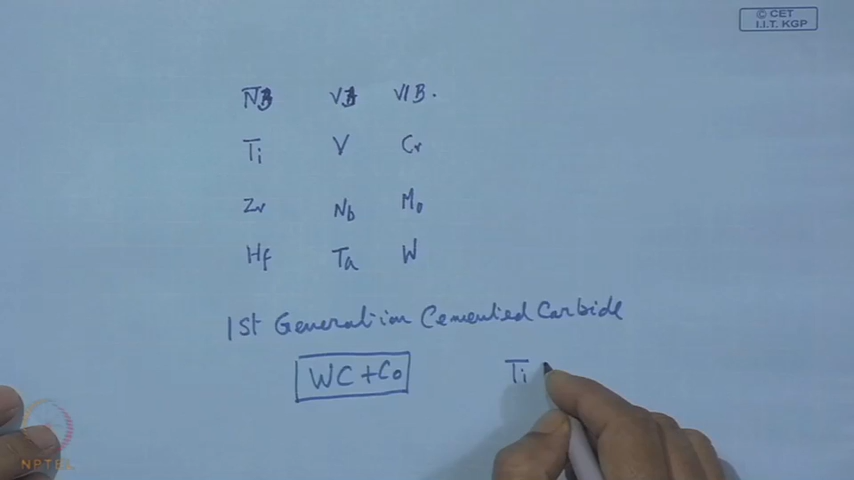 © CET
I.I.T. KGP
IVB VB VIB.
Ti V Cr
Zr Nb Mo
Hf Ta W
1st Generation Cemented Carbide
WC + Co Ti
NPTEL